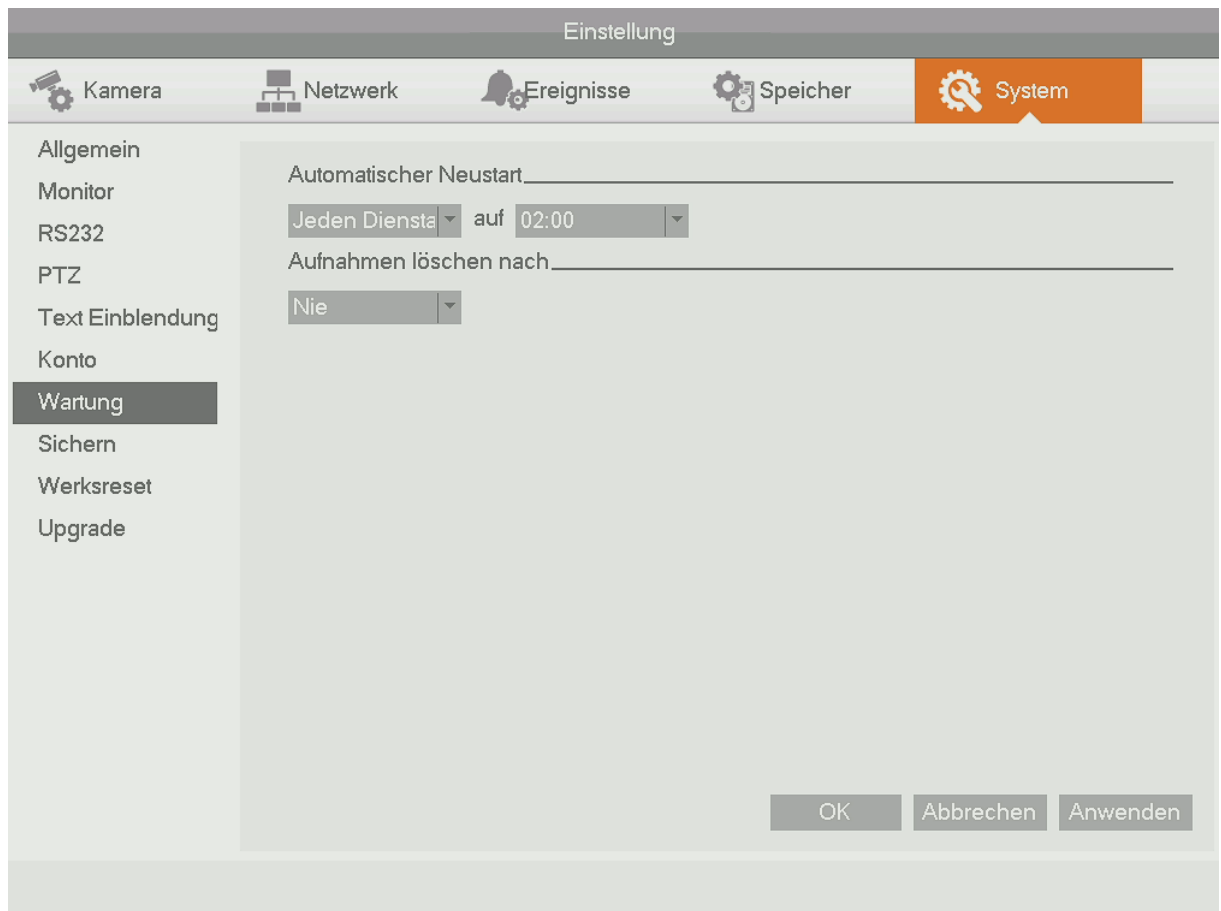 Einstellung
Kamera Netzwerk Ereignisse Speicher System
Allgemein
Monitor
RS232
PTZ
Text Einblendung
Konto
Wartung
Sichern
Werksreset
Upgrade
Automatischer Neustart
Jeden Diensta auf 02:00
Aufnahmen löschen nach
Nie
OK Abbrechen Anwenden